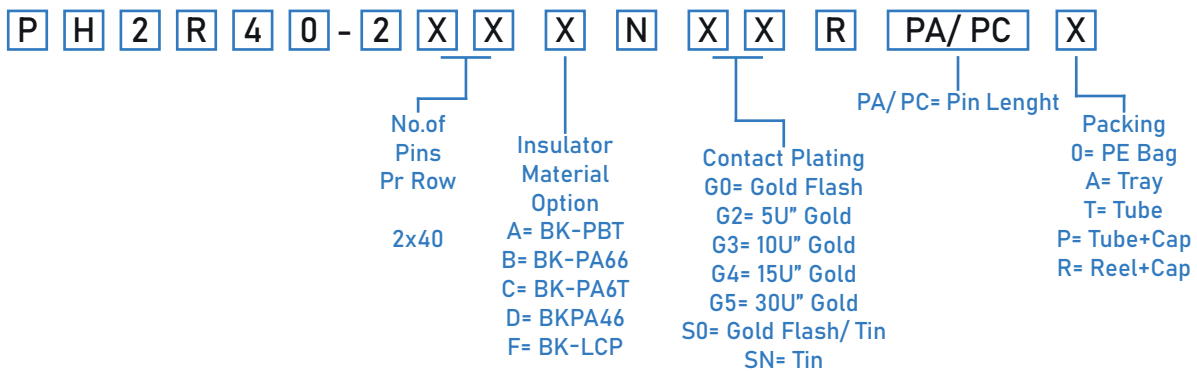 P H 2 R 4 0 - 2 X X X N X X R PA/ PC X
PA/ PC= Pin Lenght
No.of
Pins
Pr Row
2x40
Insulator
Material
Option
A= BK-PBT
B= BK-PA66
C= BK-PA6T
D= BKPA46
F= BK-LCP
Contact Plating
G0= Gold Flash
G2= 5U" Gold
G3= 10U" Gold
G4= 15U" Gold
G5= 30U" Gold
S0= Gold Flash/ Tin
SN= Tin
Packing
0= PE Bag
A= Tray
T= Tube
P= Tube+Cap
R= Reel+Cap